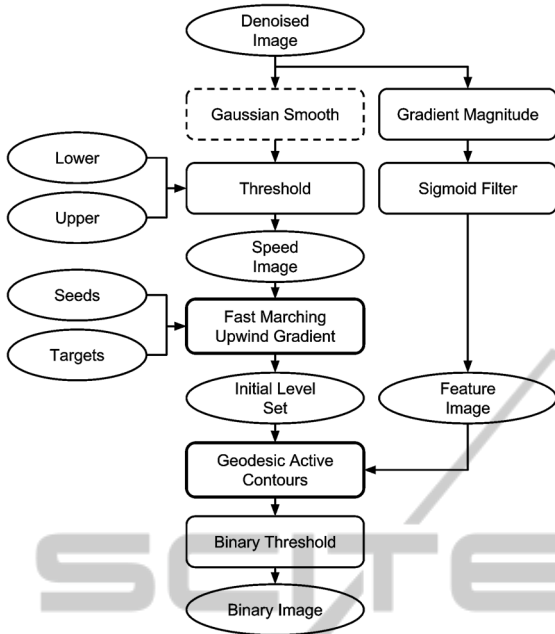 Denoised
Image
Gaussian Smooth
Gradient Magnitude
Lower
Upper
Threshold
Sigmoid Filter
Speed
Image
Seeds
Targets
Fast Marching
Upwind Gradient
Initial Level
Set
Feature
Image
Geodesic Active
Contours
Binary Threshold
Binary Image
SCITE